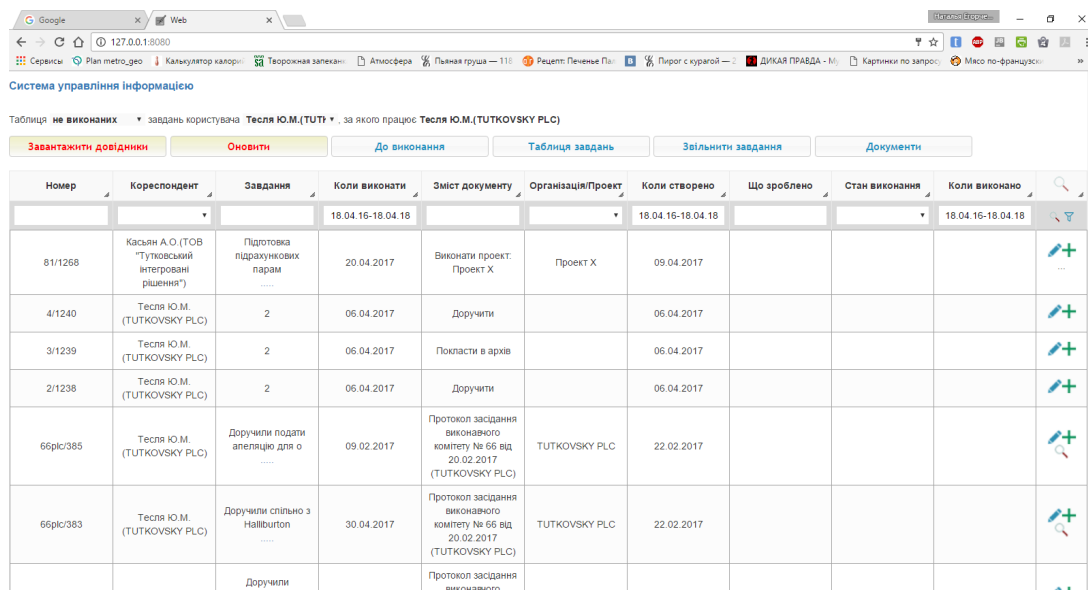 Google
Web
Наталья Егорче...
127.0.0.1:8080
Сервисы Plan metro_geo Калькулятор калорий Творожная запеканк Атмосфера Пьяная груша — 118 Рецепт: Печенье Пал Пирог с курагой — 2 ДИКАЯ ПРАВДА - Му Картинки по запросу Мясо по-французски »
Система управління інформацією
Таблиця не виконаних завдань користувача Тесля Ю.М.(TUTK , за якого працює Тесля Ю.М.(TUTKOVSKY PLC)
Завантажити довідники Оновити До виконання Таблиця завдань Звільнити завдання Документи
Номер Кореспондент Завдання Коли виконати Зміст документу Організація/Проект Коли створено Що зроблено Стан виконання Коли виконано
18.04.16-18.04.18 18.04.16-18.04.18 18.04.16-18.04.18
81/1268
Касьян А.О.(ТОВ
"Тутковський
інтегровані
рішення")
Підготовка
підрахункових
парам
.....
20.04.2017
Виконати проект:
Проект X
Проект X
09.04.2017
...
4/1240
Тесля Ю.М.
(TUTKOVSKY PLC)
2
06.04.2017
Доручити
06.04.2017
3/1239
Тесля Ю.М.
(TUTKOVSKY PLC)
2
06.04.2017
Покласти в архів
06.04.2017
2/1238
Тесля Ю.М.
(TUTKOVSKY PLC)
2
06.04.2017
Доручити
06.04.2017
66plc/385
Тесля Ю.М.
(TUTKOVSKY PLC)
Доручили подати
апеляцію для о
.....
09.02.2017
Протокол засідання
виконавчого
комітету № 66 від
20.02.2017
(TUTKOVSKY PLC)
TUTKOVSKY PLC
22.02.2017
66plc/383
Тесля Ю.М.
(TUTKOVSKY PLC)
Доручили спільно з
Halliburton
.....
30.04.2017
Протокол засідання
виконавчого
комітету № 66 від
20.02.2017
(TUTKOVSKY PLC)
TUTKOVSKY PLC
22.02.2017
Доручили
Протокол засідання
виконавчого